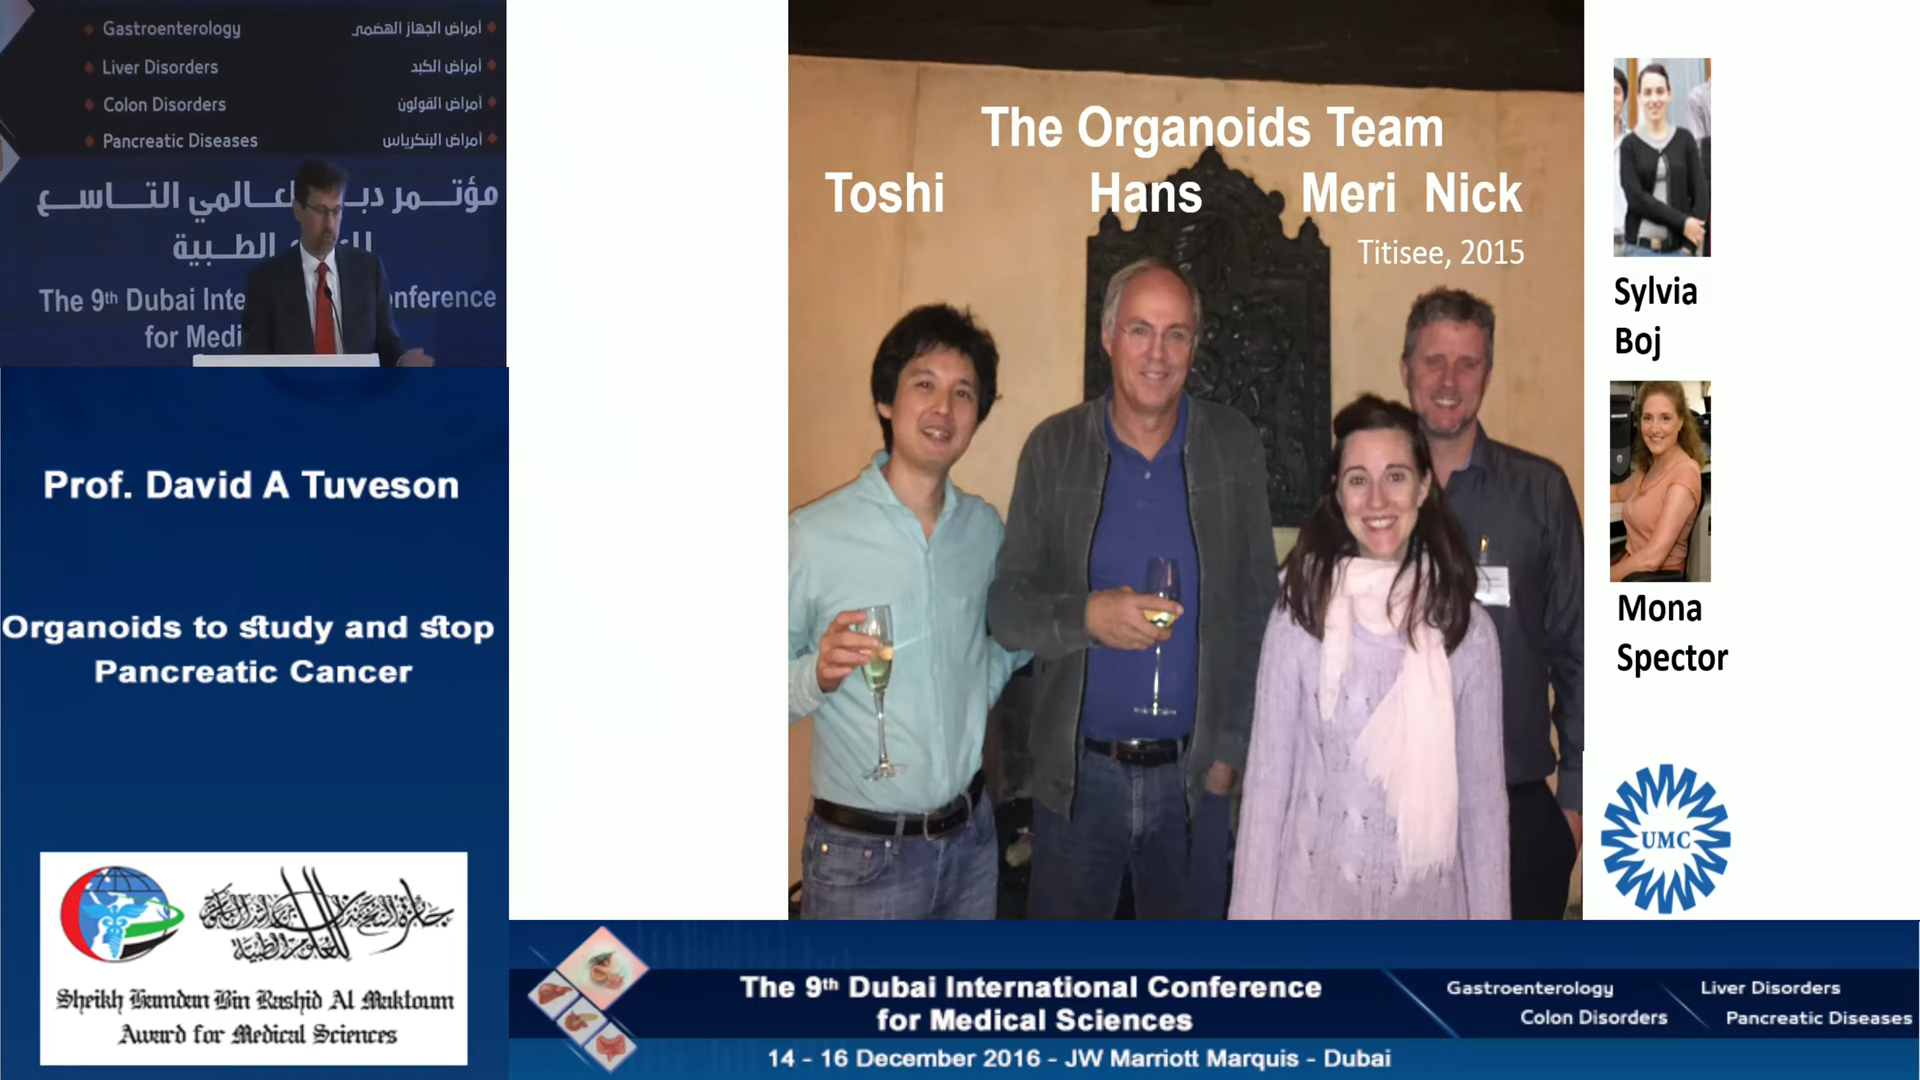 Gastroenterology
أمراض الجهاز الهضمي
Liver Disorders
أمراض الكبد
Colon Disorders
أمراض القولون
Pancreatic Diseases
أمراض البنكرياس
التاسع
The 9th Dubai
for
Prof. David A Tuveson
Organoids to study and stop
Pancreatic Cancer
Sheikh Hamdan Bin Rashid Al Maktoum
Award for Medical Sciences
The Organoids Team
Toshi Hans Meri Nick
Titisee, 2015
Sylvia
Boj
Mona
Spector
UMC
The 9th Dubai International Conference
for Medical Sciences
14 - 16 December 2016 - JW Marriott Marquis - Dubai
Gastroenterology
Liver Disorders
Colon Disorders
Pancreatic Diseases